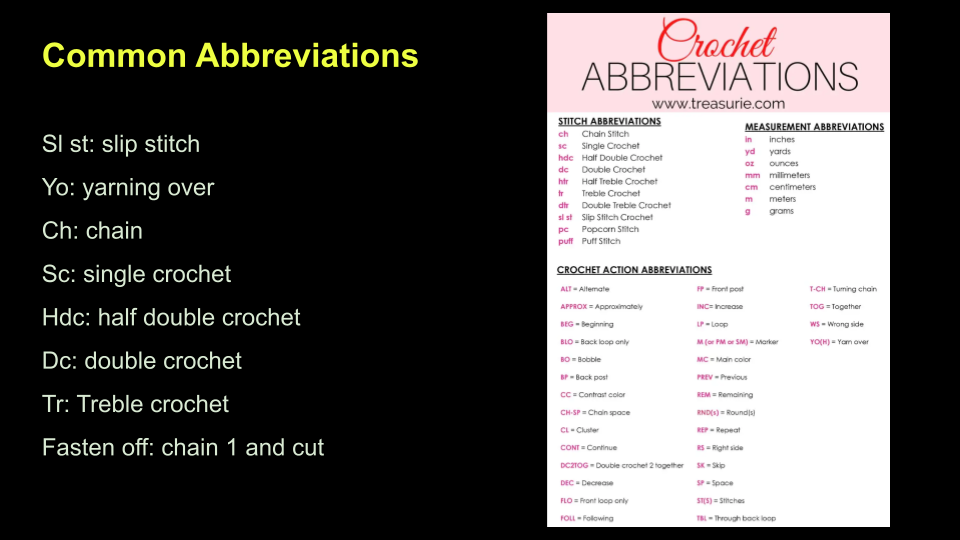 Common Abbreviations
Sl st: slip stitch
Yo: yarning over
Ch: chain
Sc: single crochet
Hdc: half double crochet
Dc: double crochet
Tr: Treble crochet
Fasten off: chain 1 and cut
Crochet
ABBREVIATIONS
www.treasurie.com
STITCH ABBREVIATIONS
ch Chain Stitch
sc Single Crochet
hdc Half Double Crochet
dc Double Crochet
htr Half Treble Crochet
tr Treble Crochet
dtr Double Treble Crochet
sl st Slip Stitch Crochet
pc Popcorn Stitch
puff Puff Stitch
MEASUREMENT ABBREVIATIONS
in inches
yd yards
oz ounces
mm millimeters
cm centimeters
m meters
g grams
CROCHET ACTION ABBREVIATIONS
ALT = Alternate
APPROX = Approximately
BEG = Beginning
BLO = Back loop only
BO = Bobble
BP = Back post
CC = Contrast color
CH-SP = Chain space
CL = Cluster
CONT = Continue
DC2TOG = Double crochet 2 together
DEC = Decrease
FLO = Front loop only
FOLL = Following
FP = Front post
INC= Increase
LP = Loop
M (or PM or SM) = Marker
MC = Main color
PREV = Previous
REM = Remaining
RND(s) = Round(s)
REP = Repeat
RS = Right side
SK = Skip
SP = Space
ST(S) = Stitches
TBL = Through back loop
T-CH = Turning chain
TOG = Together
WS = Wrong side
YO(H) = Yarn over